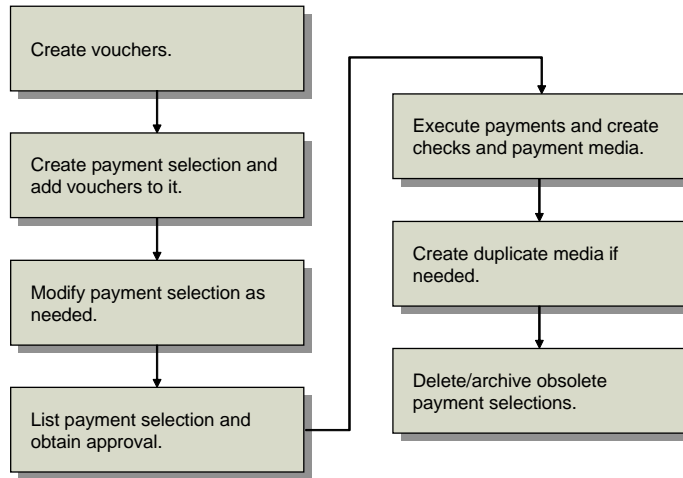 Create vouchers.
Create payment selection and
add vouchers to it.
Modify payment selection as
needed.
List payment selection and
obtain approval.
Execute payments and create
checks and payment media.
Create duplicate media if
needed.
Delete/archive obsolete
payment selections.